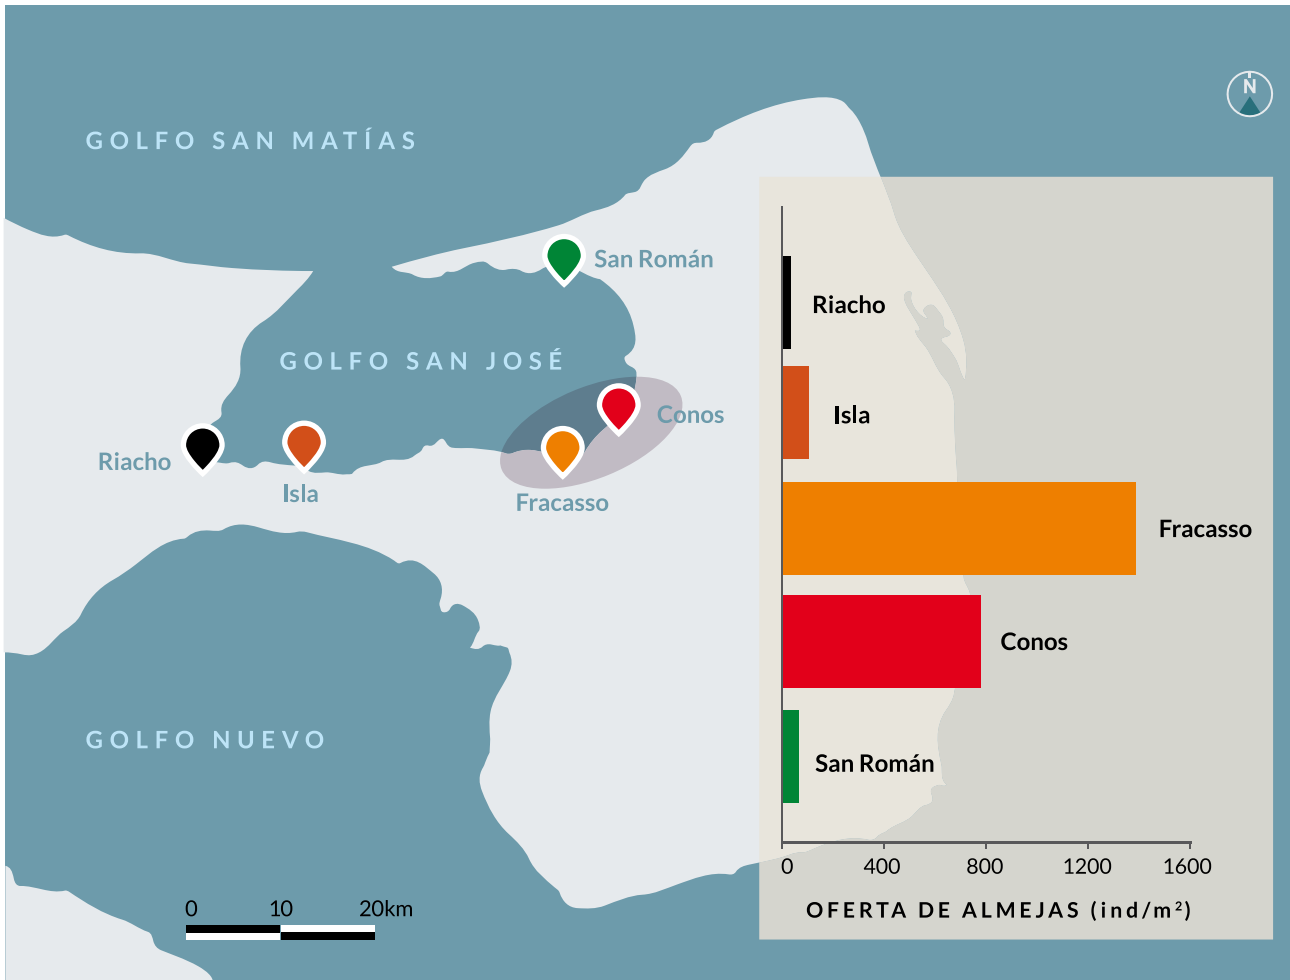 N
GOLFO SAN MATÍAS
San Román
GOLFO SAN JOSÉ
Conos
Riacho
Isla
Fracasso
GOLFO NUEVO
0 10 20km
Riacho
Isla
Fracasso
Conos
San Román
0 400 800 1200 1600
OFERTA DE ALMEJAS (ind/m²)